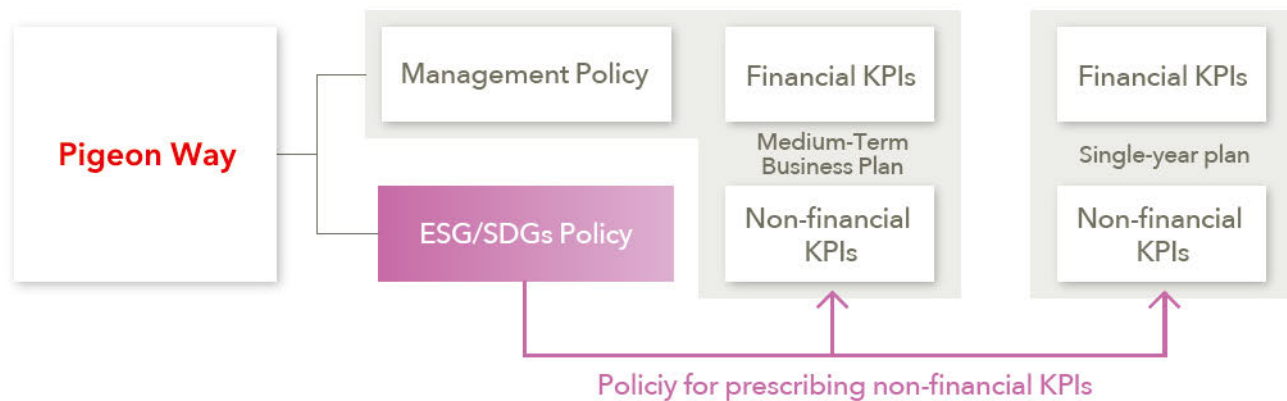 Pigeon Way
Management Policy
ESG/SDGs Policy
Financial KPIs
Medium-Term
Business Plan
Non-financial
KPIs
Financial KPIs
Single-year plan
Non-financial
KPIs
Policiy for prescribing non-financial KPIs